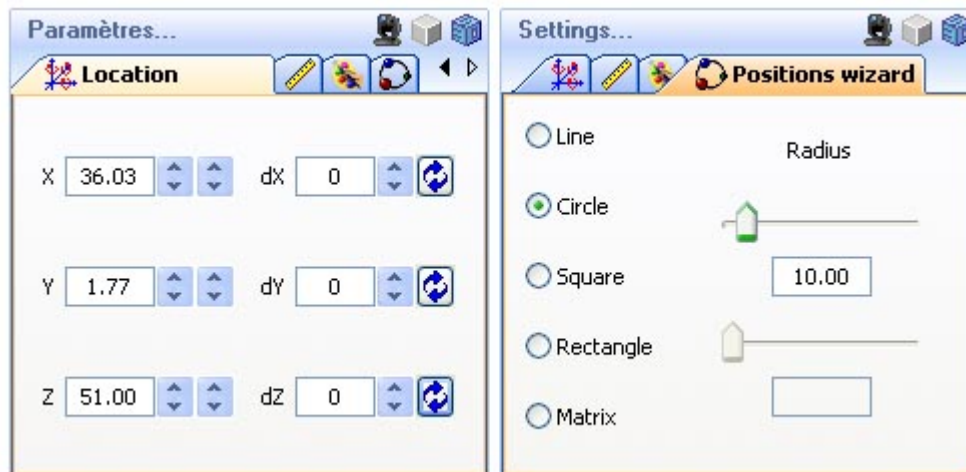 Paramètres...
Location
X 36.03 dX 0
Y 1.77 dY 0
Z 51.00 dZ 0
Settings...
Positions wizard
Line
Radius
Circle
Square 10.00
Rectangle
Matrix